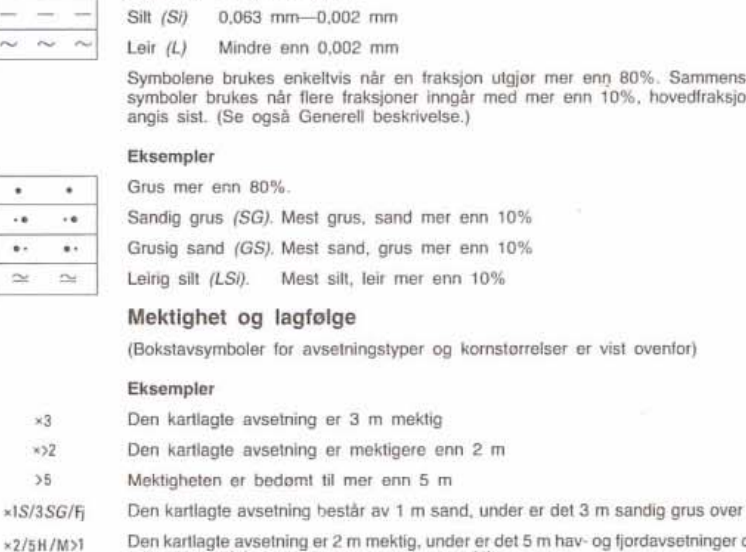 Silt (Si) 0,063 mm—0,002 mm
Leir (L) Mindre enn 0,002 mm
Symbolene brukes enkeltvis når en fraksjon utgjør mer enn 80%. Sammens
symboler brukes når flere fraksjoner inngår med mer enn 10%, hovedfraksjo
angis sist. (Se også Generell beskrivelse.)
Eksempler
Grus mer enn 80%.
Sandig grus (SG). Mest grus, sand mer enn 10%
Grusig sand (GS). Mest sand, grus mer enn 10%
Leirig silt (LSi). Mest silt, leir mer enn 10%
Mektighet og lagfølge
(Bokstavsymboler for avsetningstyper og kornstørrelser er vist ovenfor)
Eksempler
×3 Den kartlagte avsetning er 3 m mektig
×>2 Den kartlagte avsetning er mektigere enn 2 m
>5 Mektigheten er bedømt til mer enn 5 m
×1S/3SG/Fj Den kartlagte avsetning består av 1 m sand, under er det 3 m sandig grus over
×2/5H/M>1 Den kartlagte avsetning er 2 m mektig, under er det 5 m hav- og fjordavsetninger